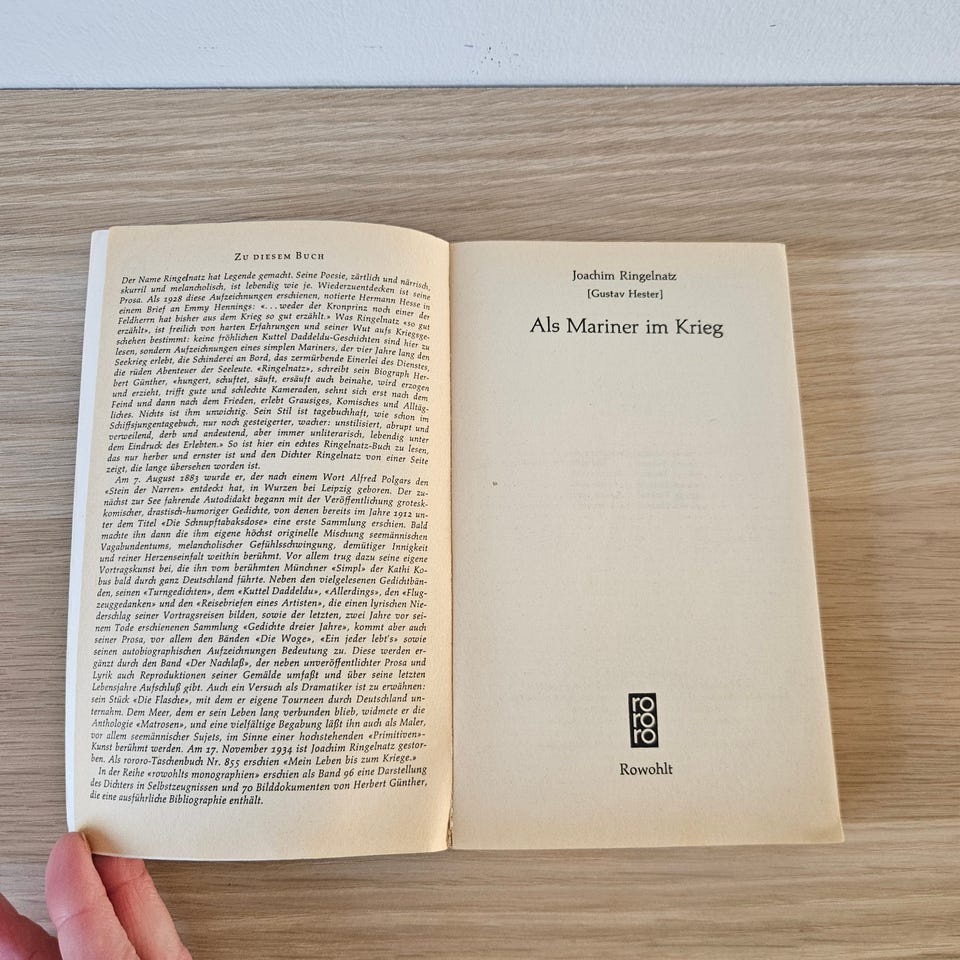 ZU DIESEM BUCH
Der Name Ringelnatz hat Legende gemacht. Seine Poesie, zärtlich und närrisch,
skurril und melancholisch, ist lebendig wie je. Wiederzuentdecken ist seine
Prosa. Als 1928 diese Aufzeichnungen erschienen, notierte Hermann Hesse in
einem Brief an Emmy Hennings: «. . . weder der Kronprinz noch einer der
Feldherrn hat bisher aus dem Krieg so gut erzählt.» Was Ringelnatz «so gut
erzählt», ist freilich von harten Erfahrungen und seiner Wut aufs Kriegsge-
schehen bestimmt: keine fröhlichen Kuttel Daddeldu-Geschichten sind hier zu
lesen, sondern Aufzeichnungen eines simplen Mariners, der vier Jahre lang den
Seekrieg erlebt, die Schinderei an Bord, das zermürbende Einerlei des Dienstes,
die rüden Abenteuer der Seeleute. «Ringelnatz», schreibt sein Biograph Her-
bert Günther, «hungert, schuftet, säuft, ersäuft auch beinahe, wird erzogen
und erzieht, trifft gute und schlechte Kameraden, sehnt sich erst nach dem
Feind und dann nach dem Frieden, erlebt Grausiges, Komisches und Alltäg-
liches. Nichts ist ihm unwichtig. Sein Stil ist tagebuchhaft, wie schon im
Schiffsjungentagebuch, nur noch gesteigerter, wacher: unstilisiert, abrupt und
verweilend, derb und andeutend, aber immer unliterarisch, lebendig unter
dem Eindruck des Erlebten.» So ist hier ein echtes Ringelnatz-Buch zu lesen,
das nur herber und ernster ist und den Dichter Ringelnatz von einer Seite
zeigt, die lange übersehen worden ist.
Am 7. August 1883 wurde er, der nach einem Wort Alfred Polgars den
«Stein der Narren» entdeckt hat, in Wurzen bei Leipzig geboren. Der zu-
nächst zur See fahrende Autodidakt begann mit der Veröffentlichung grotesk-
komischer, drastisch-humoriger Gedichte, von denen bereits im Jahre 1912 un-
ter dem Titel «Die Schnupftabaksdose» eine erste Sammlung erschien. Bald
machte ihn dann die ihm eigene höchst originelle Mischung seemännischen
Vagabundentums, melancholischer Gefühlsschwingung, demütiger Innigkeit
und reiner Herzenseinfalt weithin berühmt. Vor allem trug dazu seine eigene
Vortragskunst bei, die ihn vom berühmten Münchner «Simpl» der Kathi Ko-
bus bald durch ganz Deutschland führte. Neben den vielgelesenen Gedichtbän-
den, seinen «Turngedichten», dem «Kuttel Daddeldu», «Allerdings», den «Flug-
zeuggedanken» und den «Reisebriefen eines Artisten», die einen lyrischen Nie-
derschlag seiner Vortragsreisen bilden, sowie der letzten, zwei Jahre vor sei-
nem Tode erschienenen Sammlung «Gedichte dreier Jahre», kommt aber auch
seiner Prosa, vor allem den Bänden «Die Woge», «Ein jeder lebt's» sowie
seinen autobiographischen Aufzeichnungen Bedeutung zu. Diese werden er-
gänzt durch den Band «Der Nachlaß», der neben unveröffentlichter Prosa und
Lyrik auch Reproduktionen seiner Gemälde umfaßt und über seine letzten
Lebensjahre Aufschluß gibt. Auch ein Versuch als Dramatiker ist zu erwähnen:
sein Stück «Die Flasche», mit dem er eigene Tourneen durch Deutschland un-
ternahm. Dem Meer, dem er sein Leben lang verbunden blieb, widmete er die
Anthologie «Matrosen», und eine vielfältige Begabung läßt ihn auch als Maler,
vor allem seemännischer Sujets, im Sinne einer hochstehenden «Primitiven»-
Kunst berühmt werden. Am 17. November 1934 ist Joachim Ringelnatz gestor-
ben. Als rororo-Taschenbuch Nr. 855 erschien «Mein Leben bis zum Kriege.»
In der Reihe «rowohlts monographien» erschien als Band 96 eine Darstellung
des Dichters in Selbstzeugnissen und 70 Bilddokumenten von Herbert Günther,
die eine ausführliche Bibliographie enthält.
Joachim Ringelnatz
[Gustav Hester]
Als Mariner im Krieg
ro
ro
ro
Rowohlt